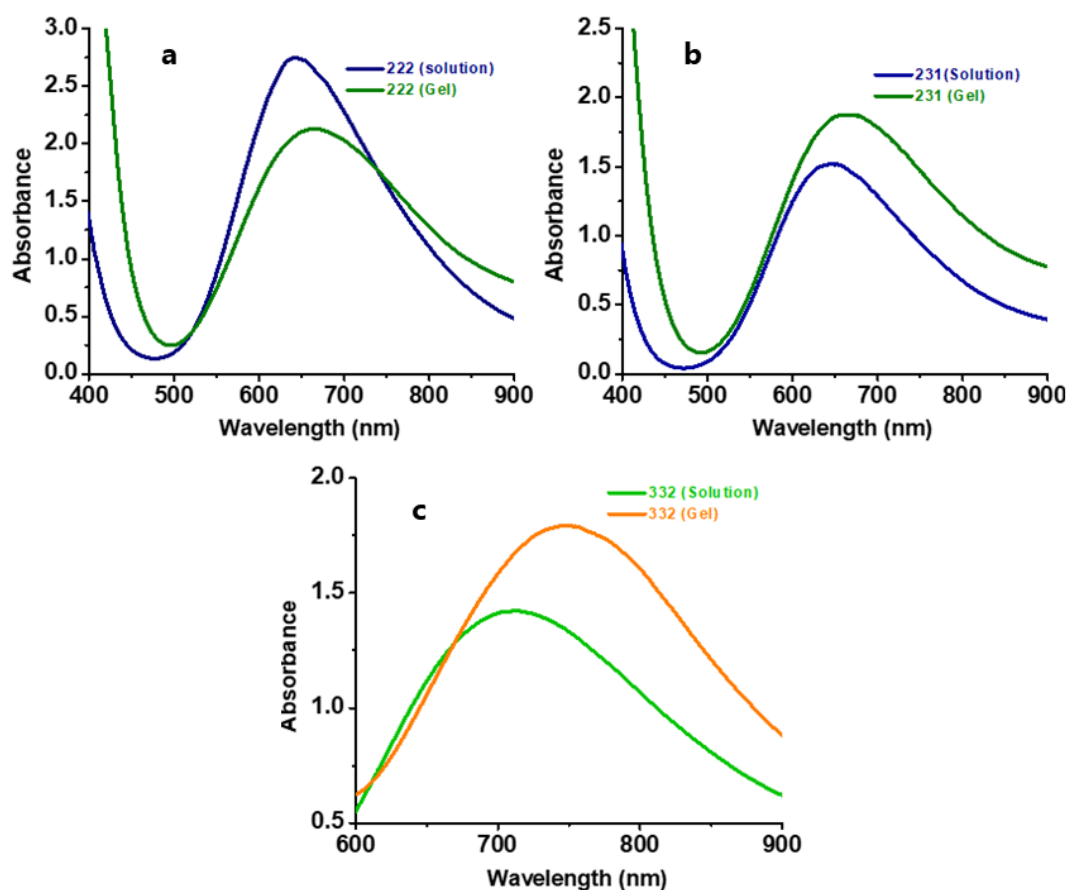 a
222 (solution)
222 (Gel)
3.0
2.5
2.0
1.5
1.0
0.5
0.0
Absorbance
400 500 600 700 800 900
Wavelength (nm)
b
231(Solution)
231 (Gel)
2.5
2.0
1.5
1.0
0.5
0.0
Absorbance
400 500 600 700 800 900
Wavelength (nm)
c
332 (Solution)
332 (Gel)
2.0
1.5
1.0
0.5
Absorbance
600 700 800 900
Wavelength (nm)